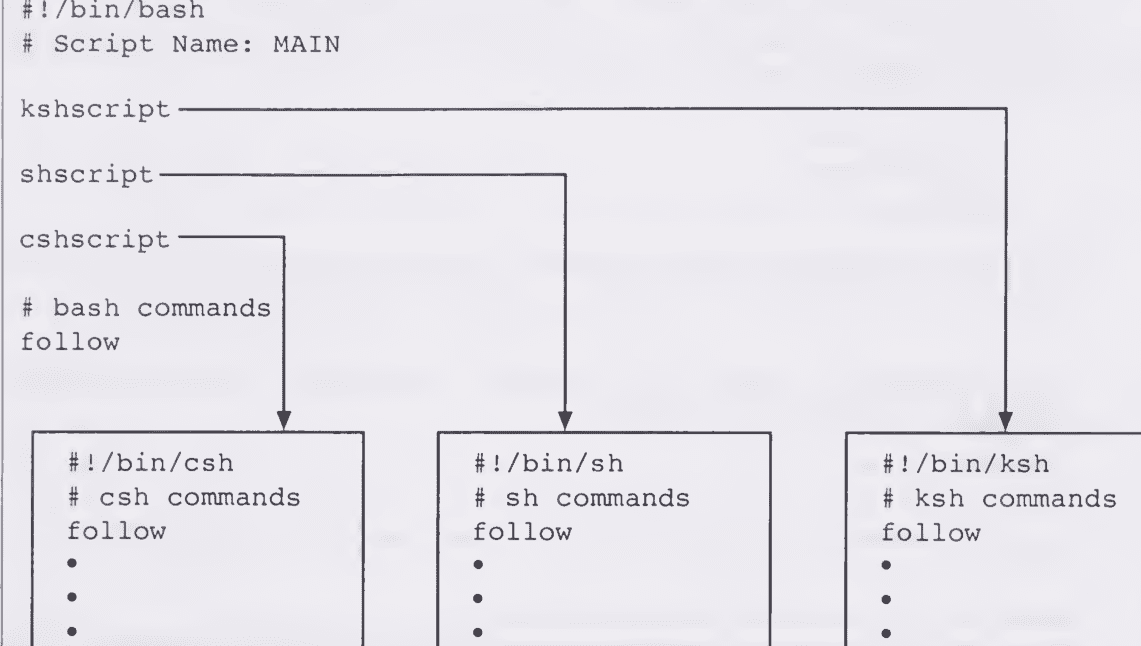 #!/bin/bash
# Script Name: MAIN
kshscript
shscript
cshscript
# bash commands
follow
#!/bin/csh
# csh commands
follow
#!/bin/sh
# sh commands
follow
#!/bin/ksh
# ksh commands
follow